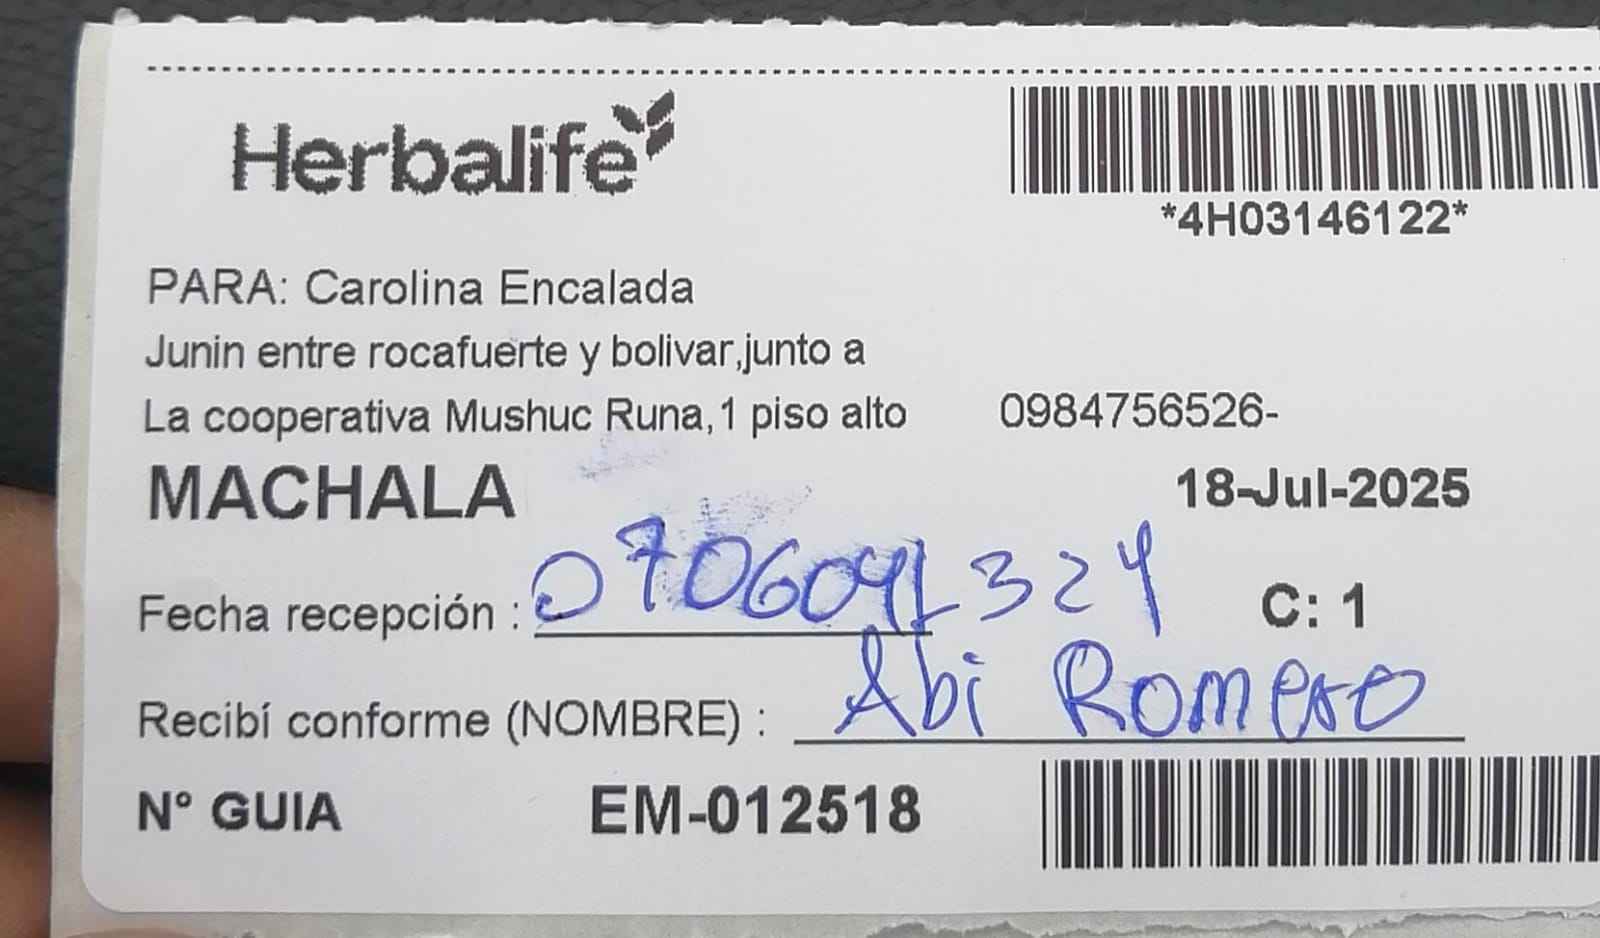 Herbalife
*4H03146122*
PARA: Carolina Encalada
Junin entre rocafuerte y bolivar,junto a
La cooperativa Mushuc Runa,1 piso alto 0984756526-
MACHALA 18-Jul-2025
Fecha recepción : 0706091324 C: 1
Recibí conforme (NOMBRE) : Abi Romero
N° GUIA EM-012518